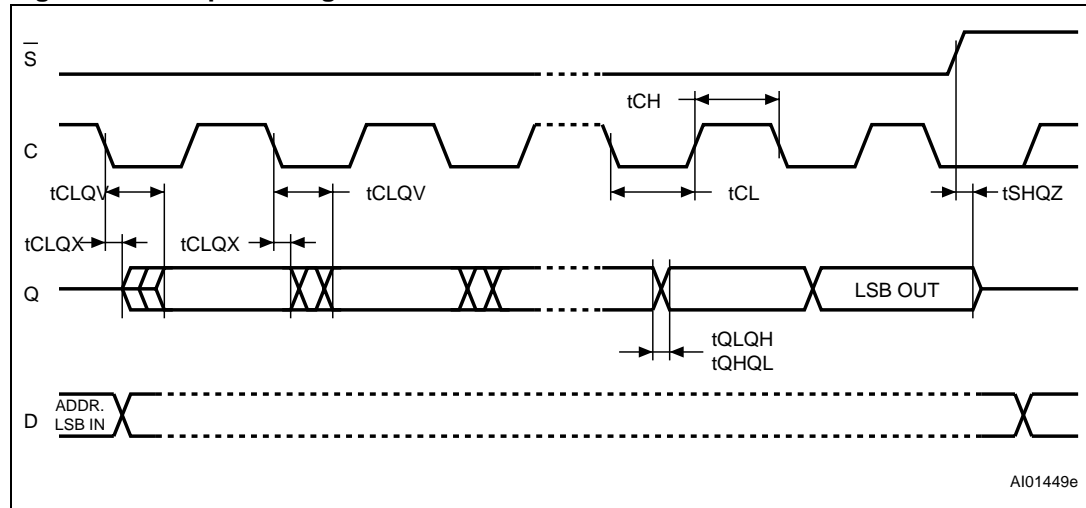 S
tCH
C
tCLQV
tCLQV
tCL
tSHQZ
tCLQX
tCLQX
Q
LSB OUT
tQLQH
tQHQL
D
ADDR.
LSB IN
AI01449e